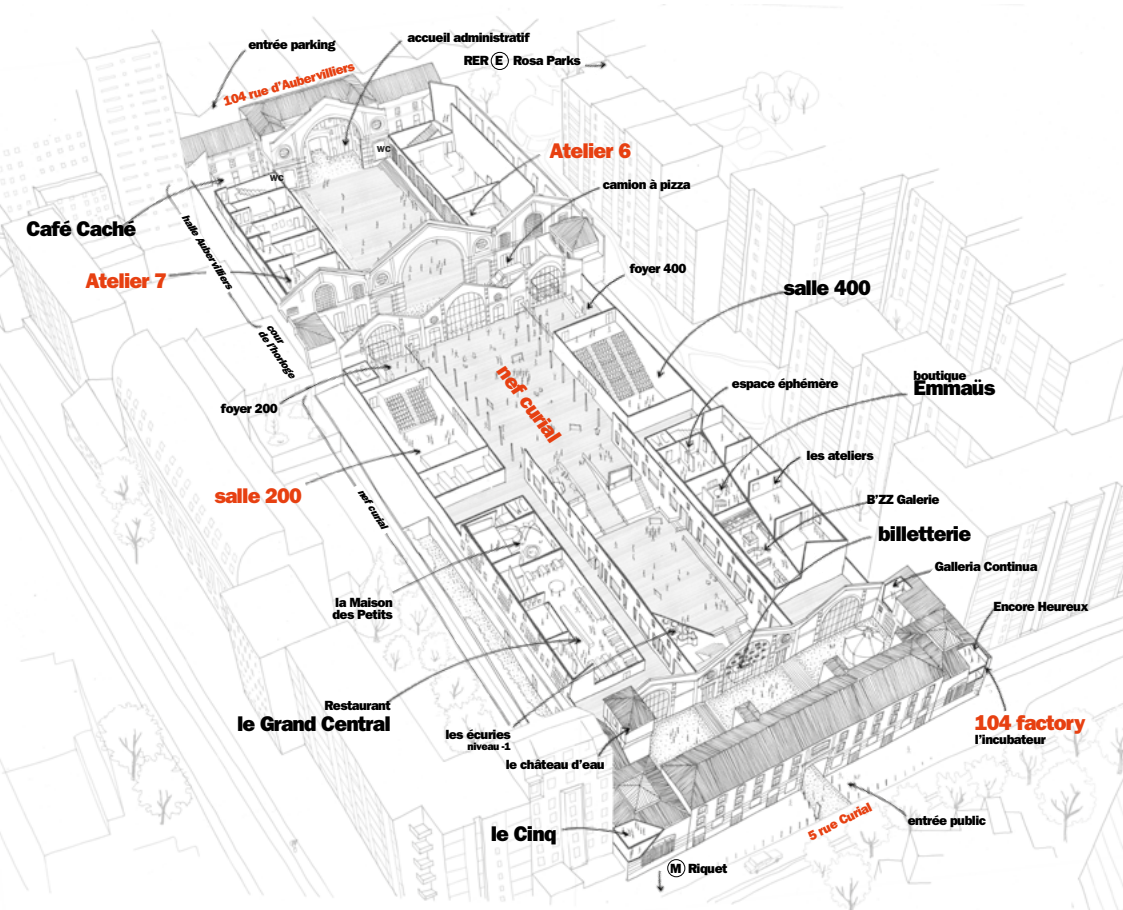 accueil administratif
entrée parking
RER E Rosa Parks
104 rue d'Aubervilliers
wc
Atelier 6
wc
camion à pizza
Café Caché
halle Aubervilliers
Atelier 7
foyer 400
salle 400
cour
de l'horloge
nef curial
espace éphémère
boutique
Emmaüs
foyer 200
les ateliers
salle 200
nef curial
B'ZZ Galerie
billetterie
Galleria Continua
la Maison
des Petits
Encore Heureux
Restaurant
le Grand Central
104 factory
l'incubateur
les écuries
niveau -1
le château d'eau
entrée public
5 rue Curial
le Cinq
M Riquet